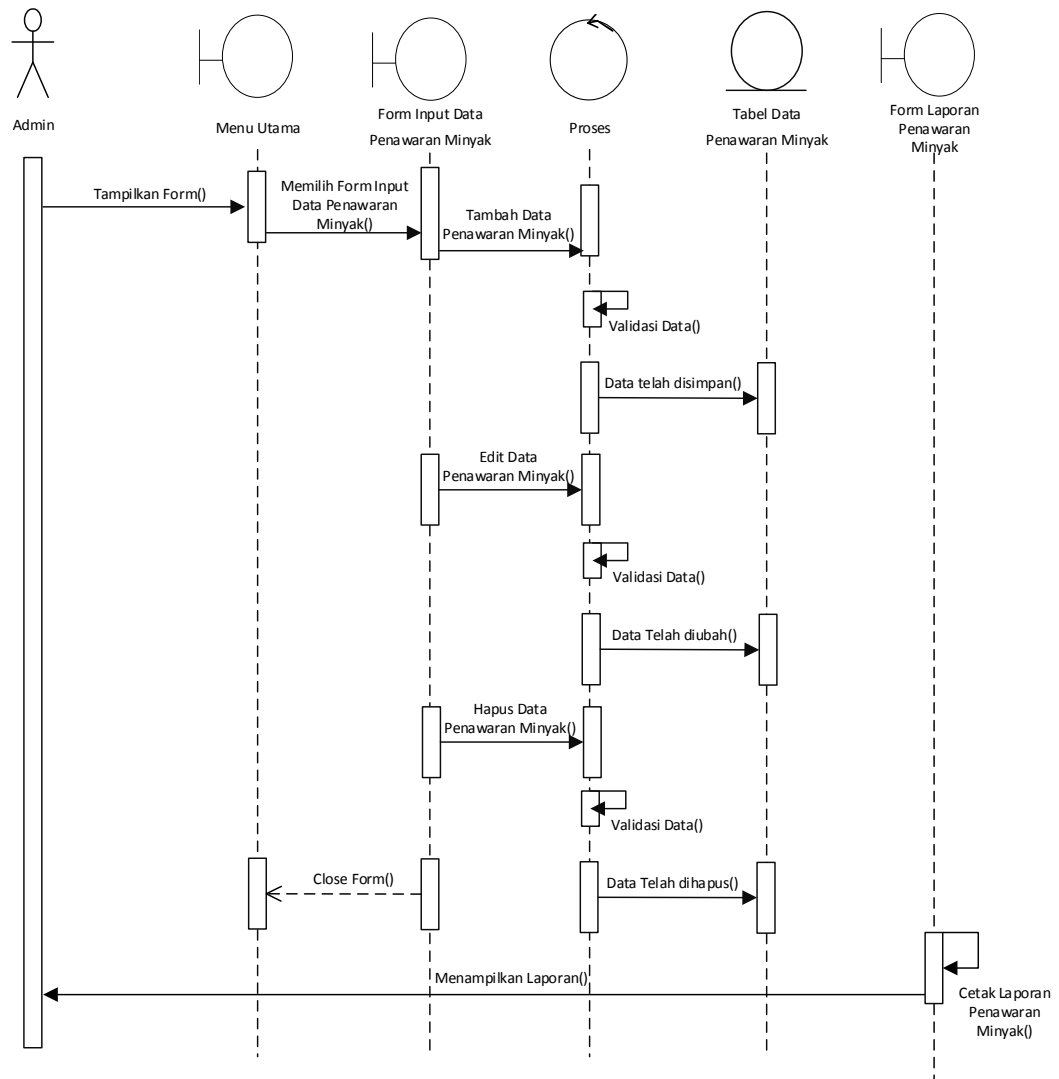 Admin
Menu Utama
Form Input Data
Penawaran Minyak
Proses
Tabel Data
Penawaran Minyak
Form Laporan
Penawaran
Minyak
Tampilkan Form()
Memilih Form Input
Data Penawaran
Minyak()
Tambah Data
Penawaran Minyak()
Validasi Data()
Data telah disimpan()
Edit Data
Penawaran Minyak()
Validasi Data()
Data Telah diubah()
Hapus Data
Penawaran Minyak()
Validasi Data()
Close Form()
Data Telah dihapus()
Menampilkan Laporan()
Cetak Laporan
Penawaran
Minyak()